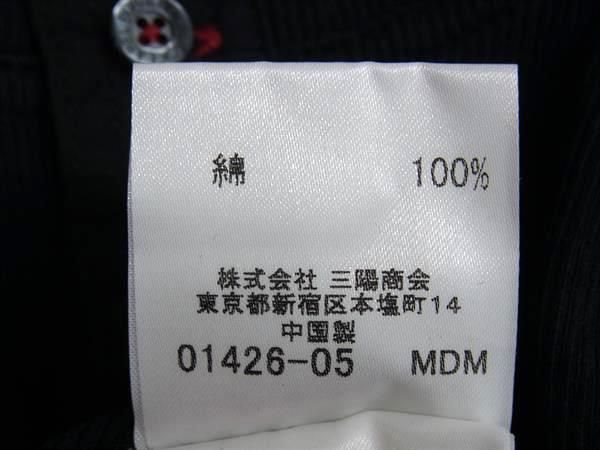 綿 100%
株式会社 三陽商会
東京都新宿区本塩町14
中国製
01426-05 MDM